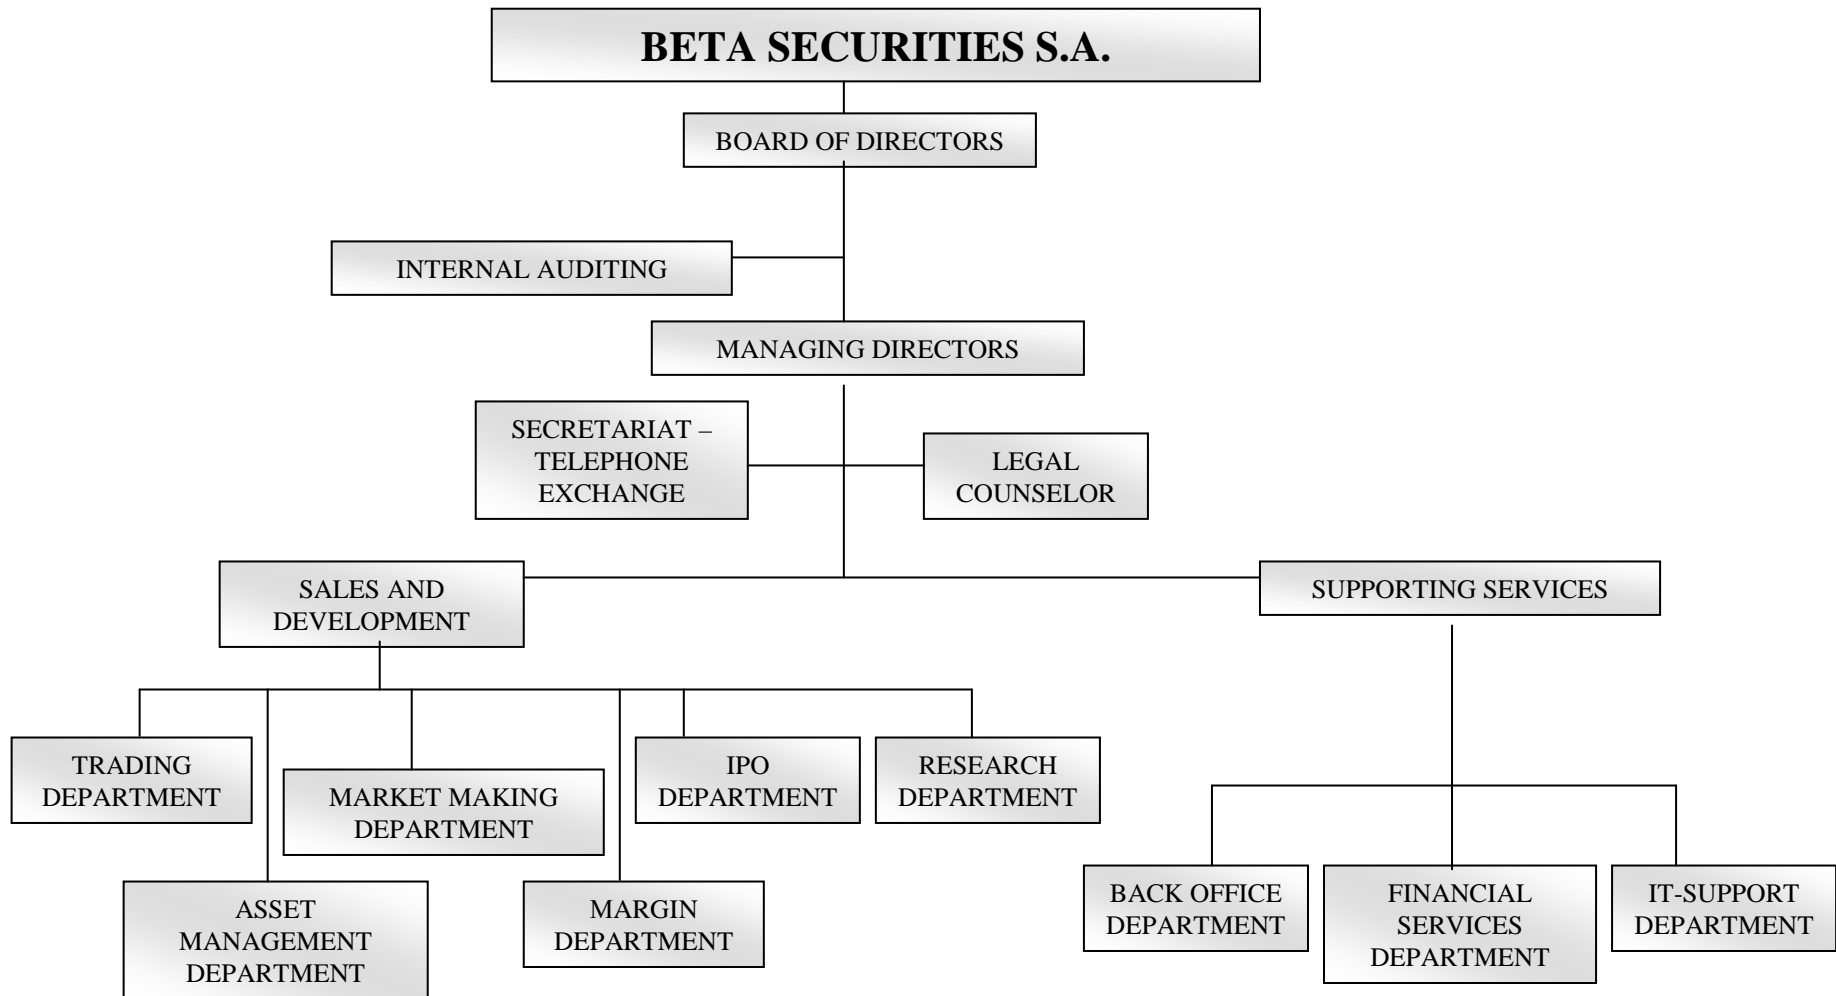 BETA SECURITIES S.A.
BOARD OF DIRECTORS
INTERNAL AUDITING
MANAGING DIRECTORS
SECRETARIAT –
TELEPHONE
EXCHANGE
LEGAL
COUNSELOR
SALES AND
DEVELOPMENT
SUPPORTING SERVICES
TRADING
DEPARTMENT
MARKET MAKING
DEPARTMENT
IPO
DEPARTMENT
RESEARCH
DEPARTMENT
ASSET
MANAGEMENT
DEPARTMENT
MARGIN
DEPARTMENT
BACK OFFICE
DEPARTMENT
FINANCIAL
SERVICES
DEPARTMENT
IT-SUPPORT
DEPARTMENT